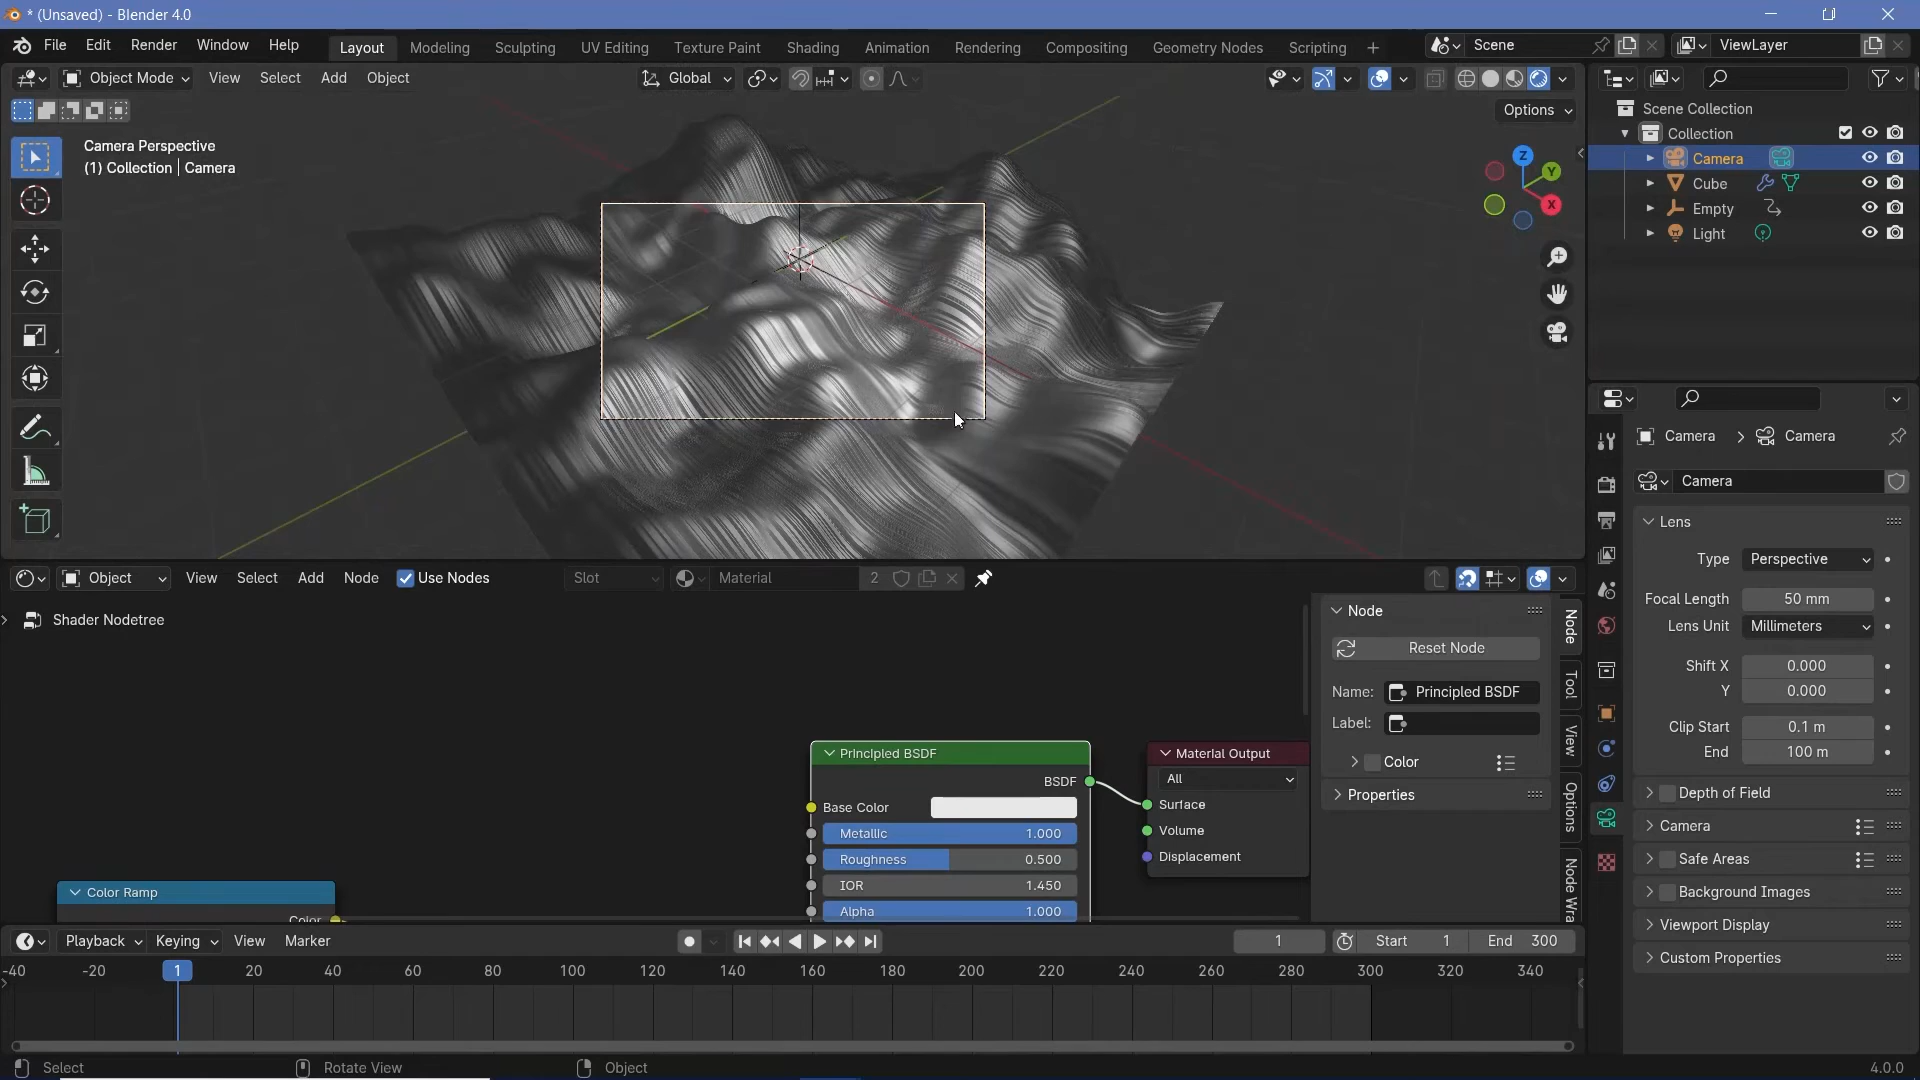 * (Unsaved) - Blender 4.0
File Edit Render Window Help Layout Modeling Sculpting UV Editing Texture Paint Shading Animation Rendering Compositing Geometry Nodes Scripting + Scene ViewLayer
Object Mode View Select Add Object Global
Options
Camera Perspective
(1) Collection | Camera
Z
Y
X
Scene Collection
Collection
Camera
Cube
Empty
Light
Camera > Camera
Camera
Lens
Type Perspective
Focal Length 50 mm
Lens Unit Millimeters
Shift X 0.000
Y 0.000
Clip Start 0.1 m
End 100 m
Depth of Field
Camera
Safe Areas
Background Images
Viewport Display
Custom Properties
Object View Select Add Node Use Nodes Slot Material 2
Shader Nodetree
Node
Reset Node
Name: Principled BSDF
Label:
Color
Properties
Node
Tool
View
Options
Node Wra
Principled BSDF
BSDF
Base Color
Metallic 1.000
Roughness 0.500
IOR 1.450
Alpha 1.000
Material Output
All
Surface
Volume
Displacement
Color Ramp
Color
Playback Keying View Marker 1 Start 1 End 300
-40 -20 1 20 40 60 80 100 120 140 160 180 200 220 240 260 280 300 320 340
Select Rotate View Object 4.0.0